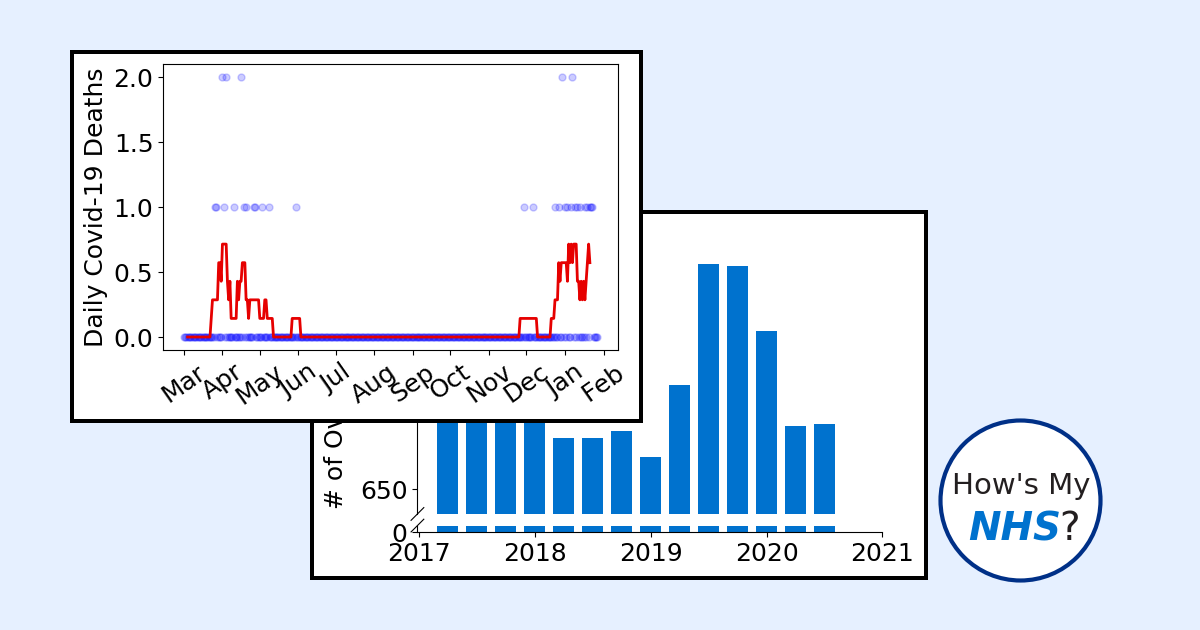 Daily Covid-19 Deaths
2.0
1.5
1.0
0.5
0.0
Mar Apr May Jun Jul Aug Sep Oct Nov Dec Jan Feb
# of
650
0
2017 2018 2019 2020 2021
How's My
NHS?